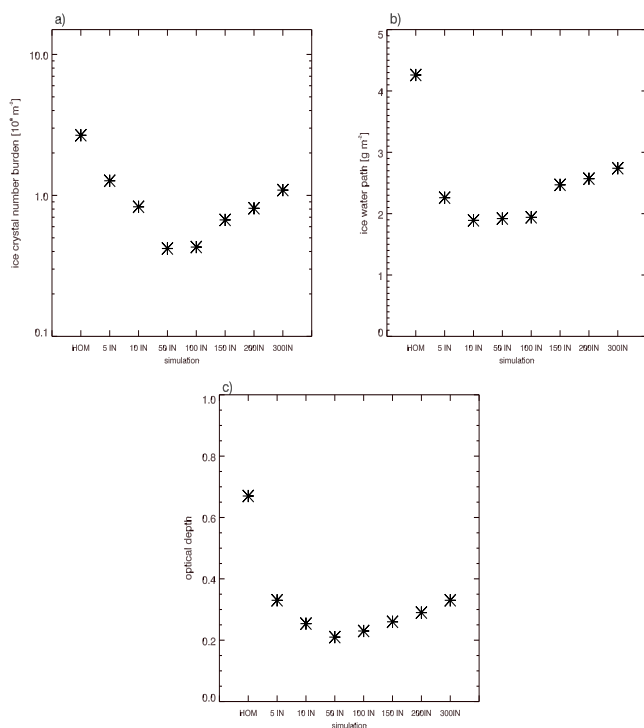 a)
ice crystal number burden [10⁸ m⁻²]
10.0
1.0
0.1
HOM 5 IN 10 IN 50 IN 100 IN 150 IN 200IN 300IN
simulation
b)
ice water path [g m⁻²]
5
4
3
2
1
0
HOM 5 IN 10 IN 50 IN 100 IN 150 IN 200IN 300IN
simulation
c)
optical depth
1.0
0.8
0.6
0.4
0.2
0.0
HOM 5 IN 10 IN 50 IN 100 IN 150 IN 200IN 300IN
simulation